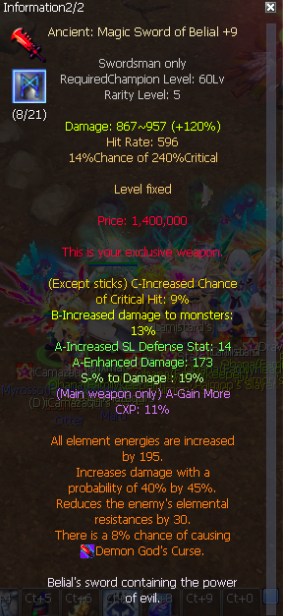 Information2/2
Ancient: Magic Sword of Belial +9
Swordsman only
RequiredChampion Level: 60Lv
Rarity Level: 5
(8/21)
Damage: 867~957 (+120%)
Hit Rate: 596
14%Chance of 240%Critical
Level fixed
Price: 1,400,000
This is your exclusive weapon.
(Except sticks) C-Increased Chance
of Critical Hit: 9%
B-Increased damage to monsters:
13%
A-Increased SL Defense Stat: 14
A-Enhanced Damage: 173
S-% to Damage : 19%
(Main weapon only) A-Gain More
CXP: 11%
All element energies are increased
by 195.
Increases damage with a
probability of 40% by 45%.
Reduces the enemy's elemental
resistances by 30.
There is a 8% chance of causing
Demon God's Curse.
Belial's sword containing the power
of evil.